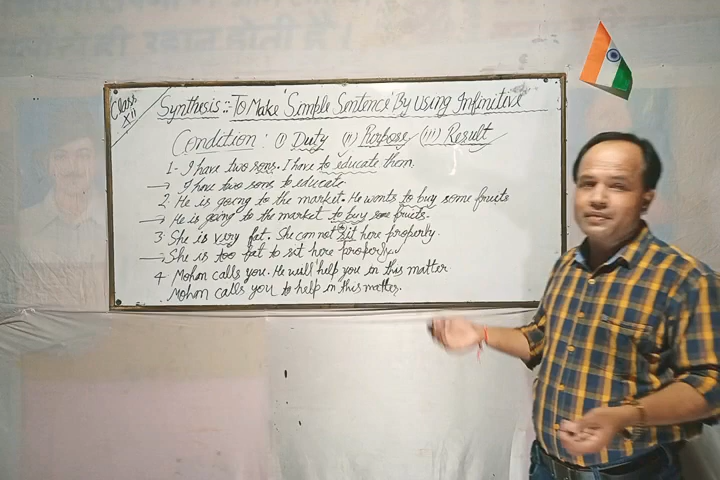 Class
XII
Synthesis :- To Make 'Simple Sentence' By Using Infinitive
Condition : (i) Duty (ii) Purpose (iii) Result
1- I have two sons. I have to educate them
→ I have two sons to educate
2. He is going to the market. He wants to buy some fruits
→ He is going to the market to buy some fruits.
3. She is very fat. She can not sit here properly.
→ She is too fat to sit here properly.
4 Mohan calls you. He will help you in this matter
Mohan calls you to help in this matter.